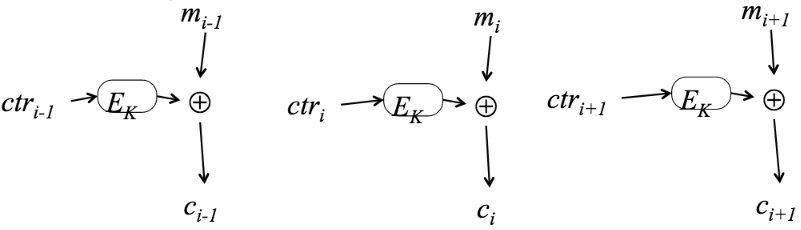 m_{i-1} m_i m_{i+1}
ctr_{i-1} E_K ⊕ ctr_i E_K ⊕ ctr_{i+1} E_K ⊕
c_{i-1} c_i c_{i+1}